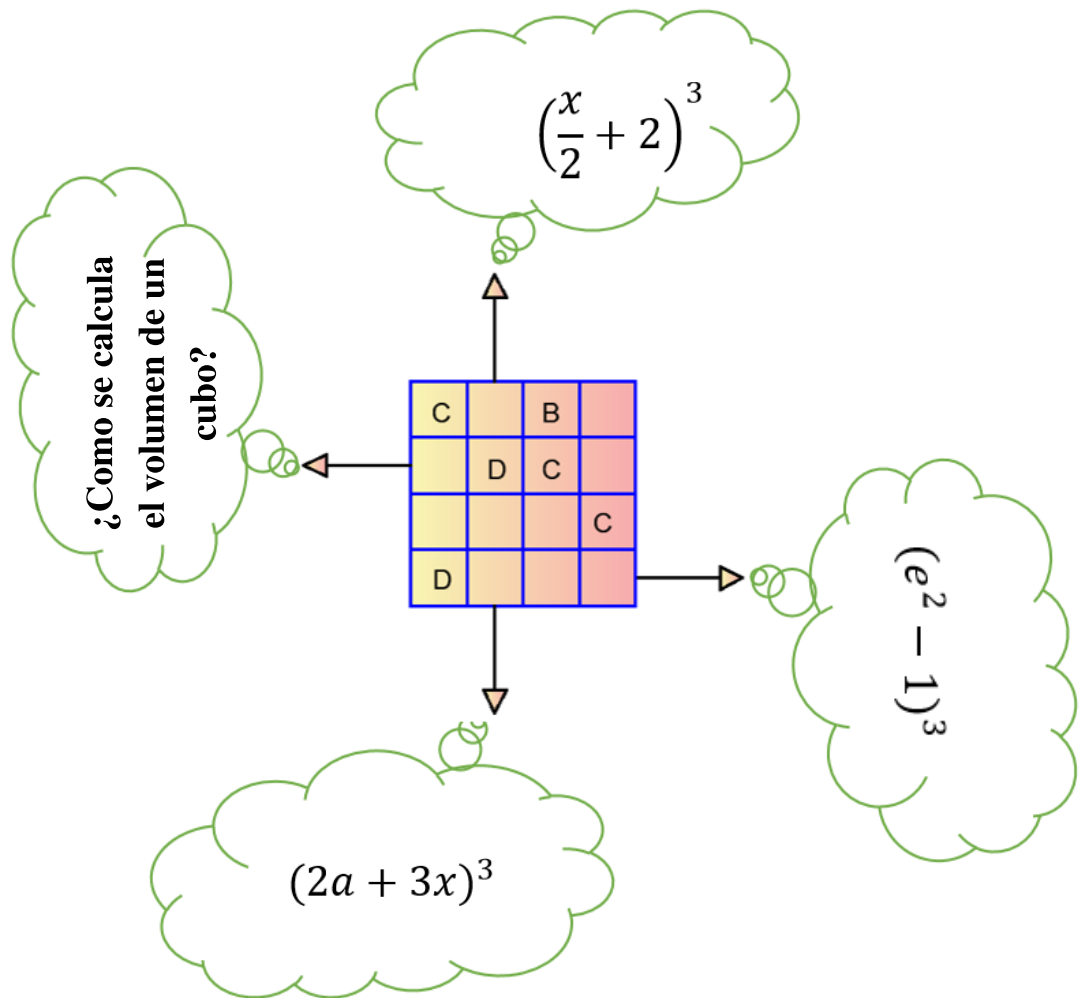 (x/2 + 2)³
¿Como se calcula
el volumen de un
cubo?
C B
D C
C
D
(e² − 1)³
(2a + 3x)³